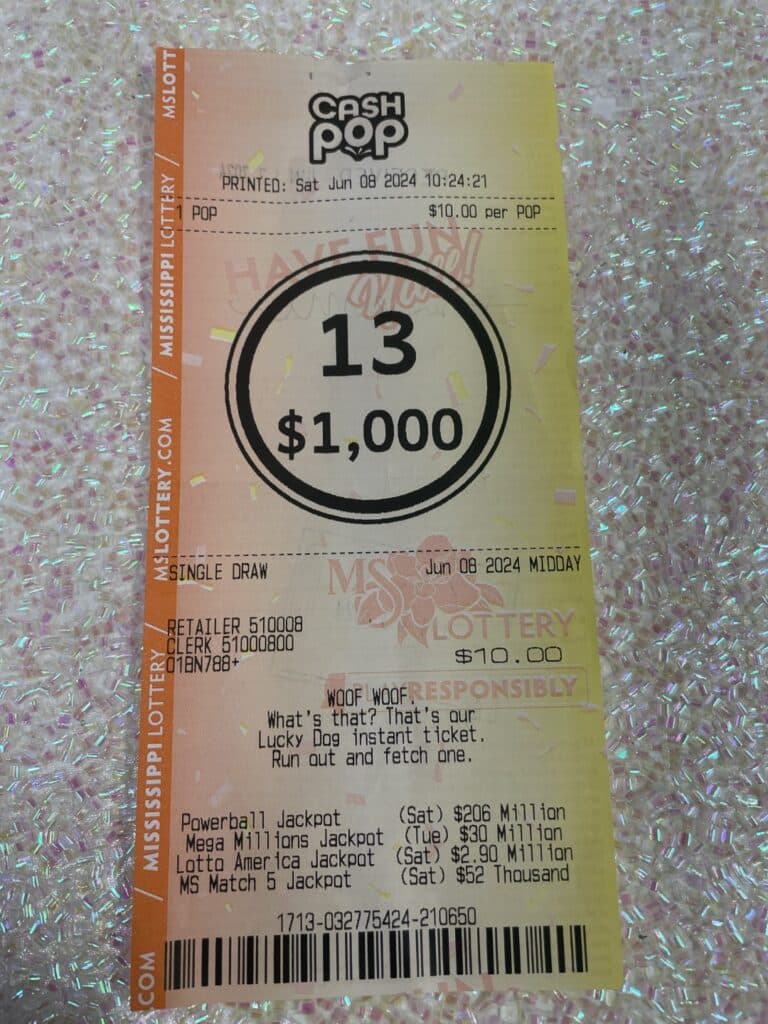 CASH
POP
PRINTED: Sat Jun 08 2024 10:24:21
1 POP $10.00 per POP
HAVE FUN
Y'all!
13
$1,000
SINGLE DRAW Jun 08 2024 MIDDAY
MS
LOTTERY
RETAILER 510008
CLERK 51000800
01BN788+
$10.00
PLAY RESPONSIBLY
WOOF WOOF.
What's that? That's our
Lucky Dog instant ticket.
Run out and fetch one.
Powerball Jackpot (Sat) $206 Million
Mega Millions Jackpot (Tue) $30 Million
Lotto America Jackpot (Sat) $2.90 Million
MS Match 5 Jackpot (Sat) $52 Thousand
1713-032775424-210650
COM / MISSISSIPPI LOTTERY / MSLOTTERY.COM / MISSISSIPPI LOTTERY / MSLOTT